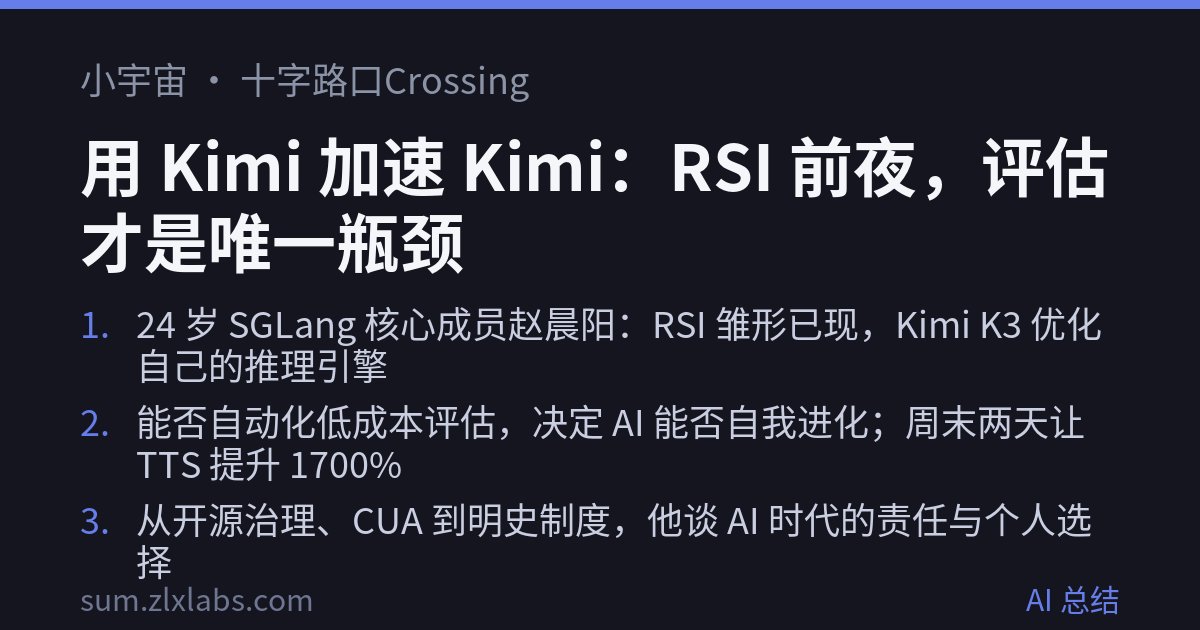 小宇宙 · 十字路口Crossing
用 Kimi 加速 Kimi：RSI 前夜，评估
才是唯一瓶颈
1. 24 岁 SGLang 核心成员赵晨阳：RSI 雏形已现，Kimi K3 优化
自己的推理引擎
2. 能否自动化低成本评估，决定 AI 能否自我进化；周末两天让
TTS 提升 1700%
3. 从开源治理、CUA 到明史制度，他谈 AI 时代的责任与个人选
择
sum.zlxlabs.com
AI 总结